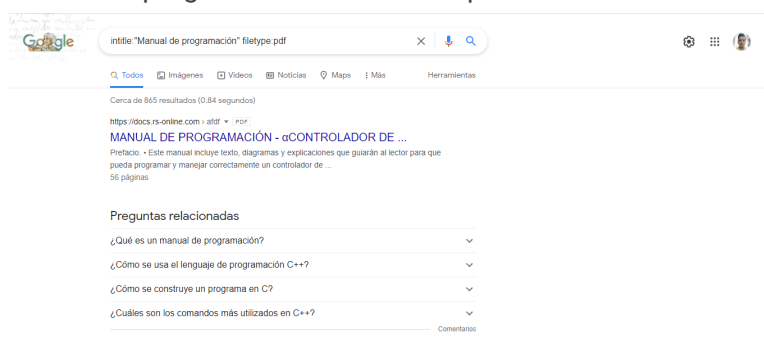 Google
intitle:"Manual de programación" filetype:pdf
Todos Imágenes Videos Noticias Maps Más Herramientas
Cerca de 865 resultados (0,84 segundos)
https://docs.rs-online.com › afdf PDF
MANUAL DE PROGRAMACIÓN - αCONTROLADOR DE ...
Prefacio. • Este manual incluye texto, diagramas y explicaciones que guiarán al lector para que
pueda programar y manejar correctamente un controlador de ...
56 páginas
Preguntas relacionadas
¿Qué es un manual de programación?
¿Cómo se usa el lenguaje de programación C++?
¿Cómo se construye un programa en C?
¿Cuáles son los comandos más utilizados en C++?
Comentarios